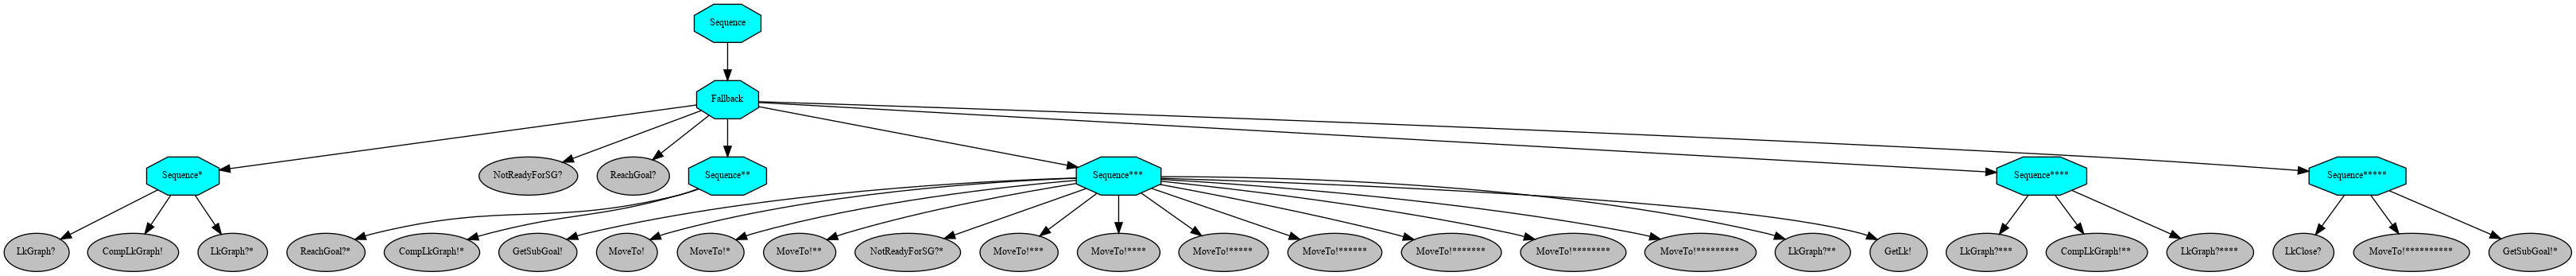 Sequence
Fallback
Sequence*
NotReadyForSG?
ReachGoal?
Sequence**
Sequence***
Sequence****
Sequence*****
LkGraph?
CompLkGraph!
LkGraph?*
ReachGoal?*
CompLkGraph!*
GetSubGoal!
MoveTo!
MoveTo!*
MoveTo!**
NotReadyForSG?*
MoveTo!***
MoveTo!****
MoveTo!*****
MoveTo!******
MoveTo!*******
MoveTo!********
MoveTo!*********
LkGraph?**
GetLk!
LkGraph?***
CompLkGraph!**
LkGraph?****
LkClose?
MoveTo!**********
GetSubGoal!*